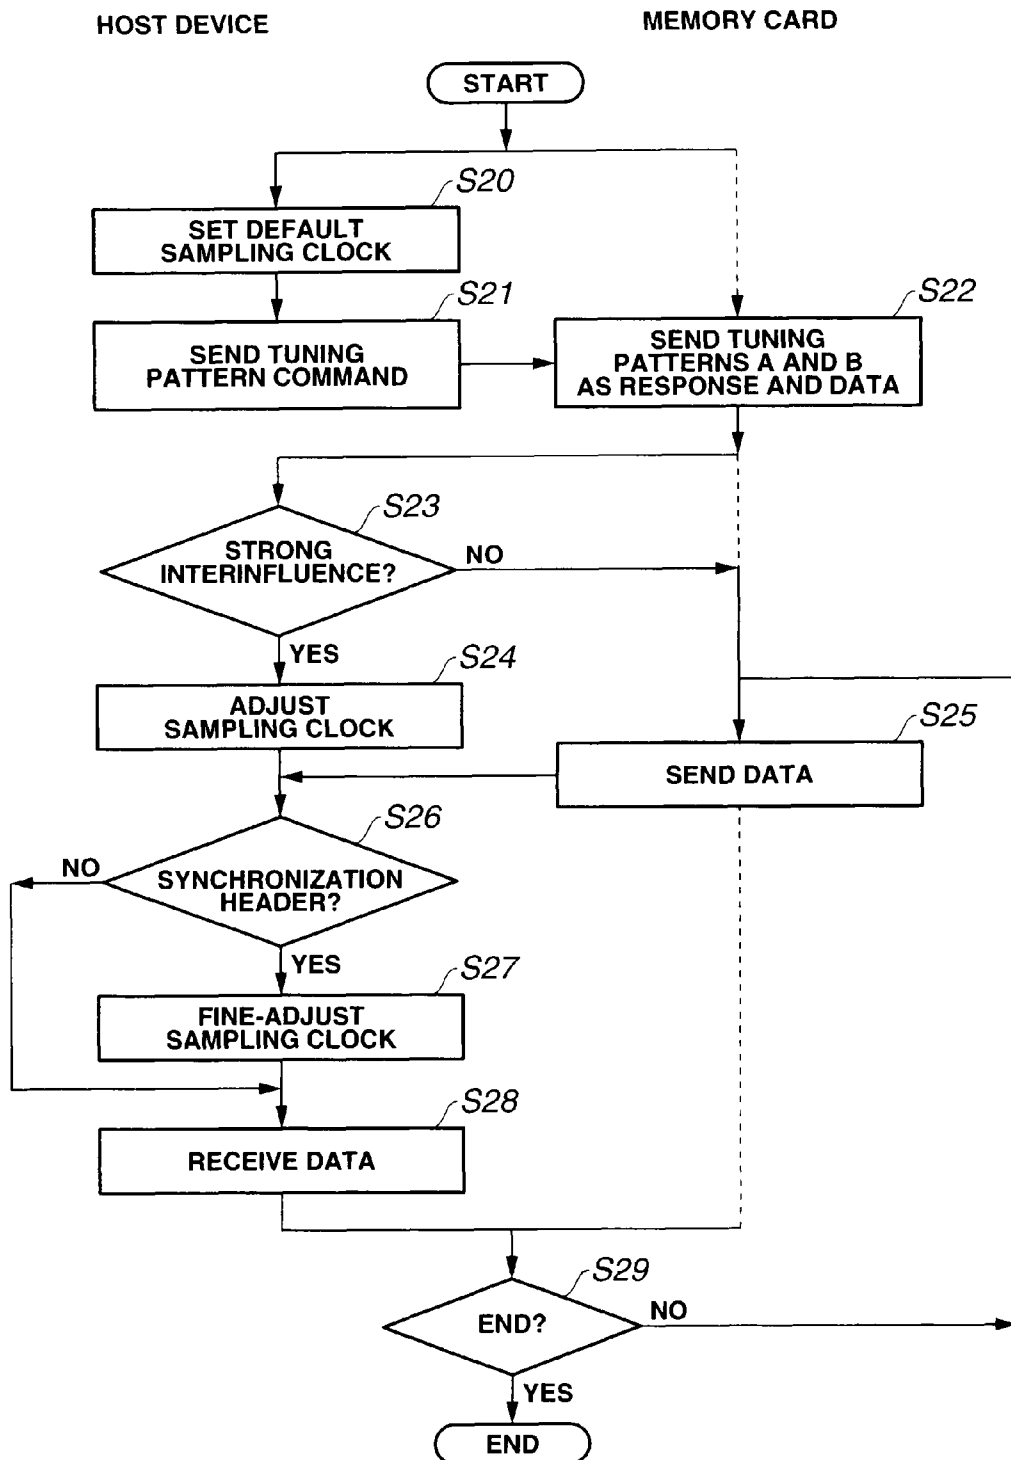 HOST DEVICE
MEMORY CARD
START
S20
SET DEFAULT
SAMPLING CLOCK
S21
SEND TUNING
PATTERN COMMAND
S22
SEND TUNING
PATTERNS A AND B
AS RESPONSE AND DATA
S23
STRONG
INTERINFLUENCE?
NO
YES
S24
ADJUST
SAMPLING CLOCK
S25
SEND DATA
S26
NO
SYNCHRONIZATION
HEADER?
YES
S27
FINE-ADJUST
SAMPLING CLOCK
S28
RECEIVE DATA
S29
END?
NO
YES
END